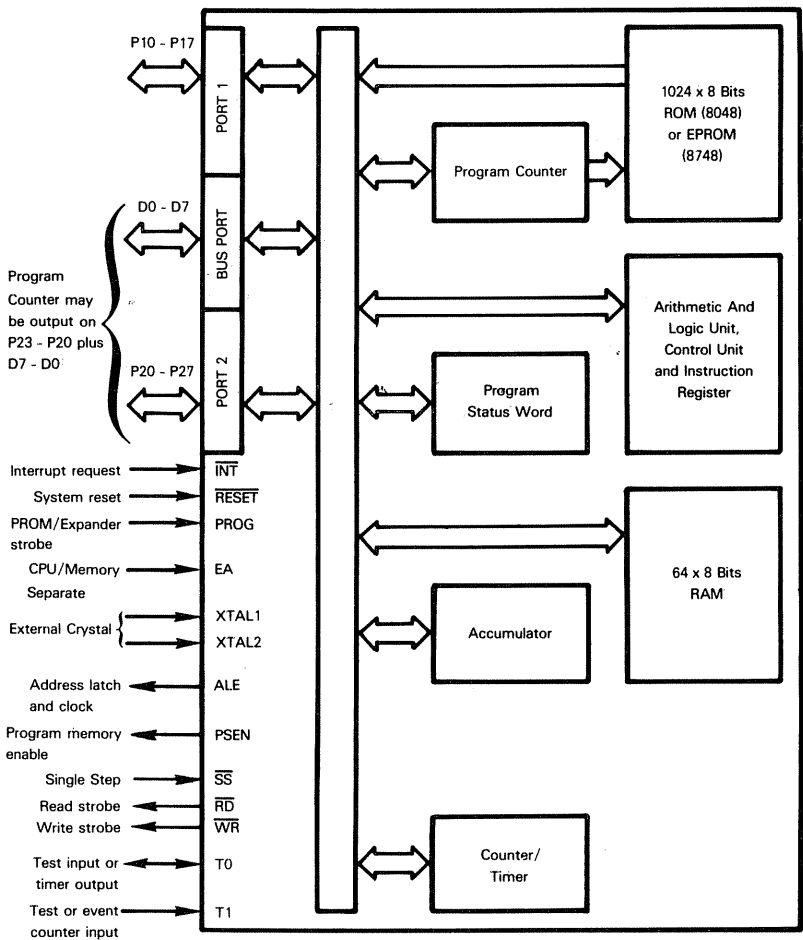 P10 - P17
PORT 1
D0 - D7
BUS PORT
Program
Counter may
be output on
P23 - P20 plus
D7 - D0
P20 - P27
PORT 2
Interrupt request
INT
System reset
RESET
PROM/Expander
strobe
PROG
CPU/Memory
Separate
EA
External Crystal
XTAL1
XTAL2
Address latch
and clock
ALE
Program memory
enable
PSEN
Single Step
SS
Read strobe
RD
Write strobe
WR
Test input or
timer output
T0
Test or event
counter input
T1
1024 x 8 Bits
ROM (8048)
or EPROM
(8748)
Program Counter
Arithmetic And
Logic Unit,
Control Unit
and Instruction
Register
Program
Status Word
64 x 8 Bits
RAM
Accumulator
Counter/
Timer